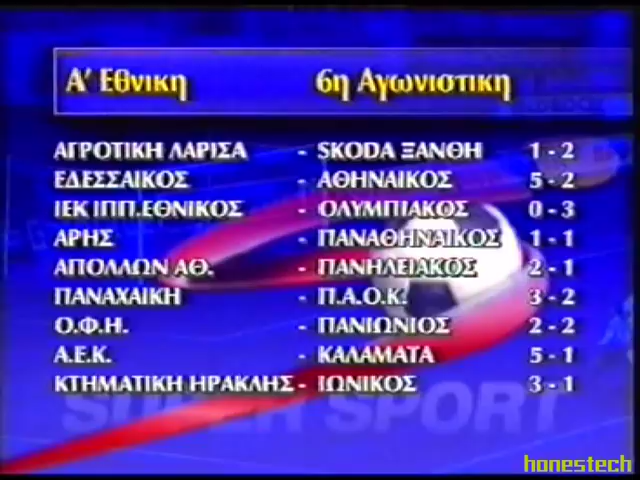 Α' Εθνικη 6η Αγωνιστικη
ΑΓΡΟΤΙΚΗ ΛΑΡΙΣΑ - SKODA ΞΑΝΘΗ 1 - 2
ΕΔΕΣΣΑΙΚΟΣ - ΑΘΗΝΑΙΚΟΣ 5 - 2
ΙΕΚ ΙΠΠ.ΕΘΝΙΚΟΣ - ΟΛΥΜΠΙΑΚΟΣ 0 - 3
ΑΡΗΣ - ΠΑΝΑΘΗΝΑΙΚΟΣ 1 - 1
ΑΠΟΛΛΩΝ ΑΘ. - ΠΑΝΗΛΕΙΑΚΟΣ 2 - 1
ΠΑΝΑΧΑΙΚΗ - Π.Α.Ο.Κ. 3 - 2
Ο.Φ.Η. - ΠΑΝΙΩΝΙΟΣ 2 - 2
Α.Ε.Κ. - ΚΑΛΑΜΑΤΑ 5 - 1
ΚΤΗΜΑΤΙΚΗ ΗΡΑΚΛΗΣ - ΙΩΝΙΚΟΣ 3 - 1
SUPER SPORT
honestech